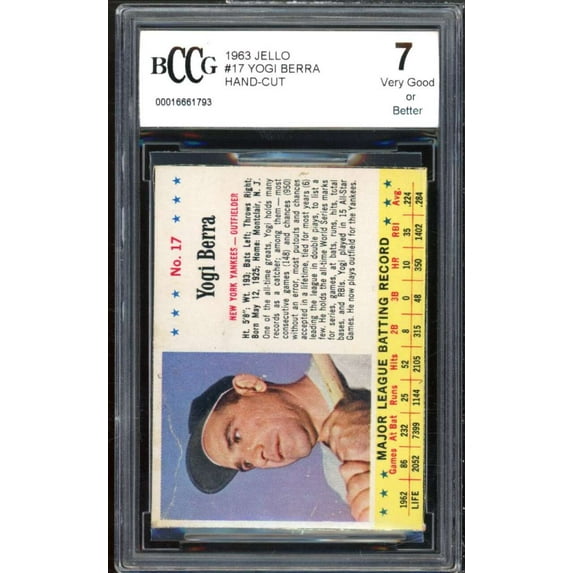 BCCG
1963 JELLO
#17 YOGI BERRA
HAND-CUT
00016661793
7
Very Good
or
Better
★ ★ ★ No. 17 ★ ★ ★
Yogi Berra
NEW YORK YANKEES — OUTFIELDER
Ht. 5'8"; Wt. 193; Bats Left; Throws Right;
Born May 12, 1925; Home: Montclair, N. J.
One of the all-time greats, Yogi holds many
records as a catcher, among them — most
consecutive games (148) and chances (950)
without an error, most putouts and chances
accepted in a lifetime, tied for most years (6)
leading the league in double plays, to list a
few. He holds the all-time World Series marks
for series, games, at bats, runs, hits, total
bases, and RBIs. Yogi played in 15 All-Star
Games. He now plays outfield for the Yankees.
★ ★ MAJOR LEAGUE BATTING RECORD ★ ★
Games At Bat Runs Hits 2B 3B HR RBI Avg.
1962 86 232 25 52 8 0 10 35 .224
LIFE 2052 7399 1144 2105 315 48 350 1402 .284